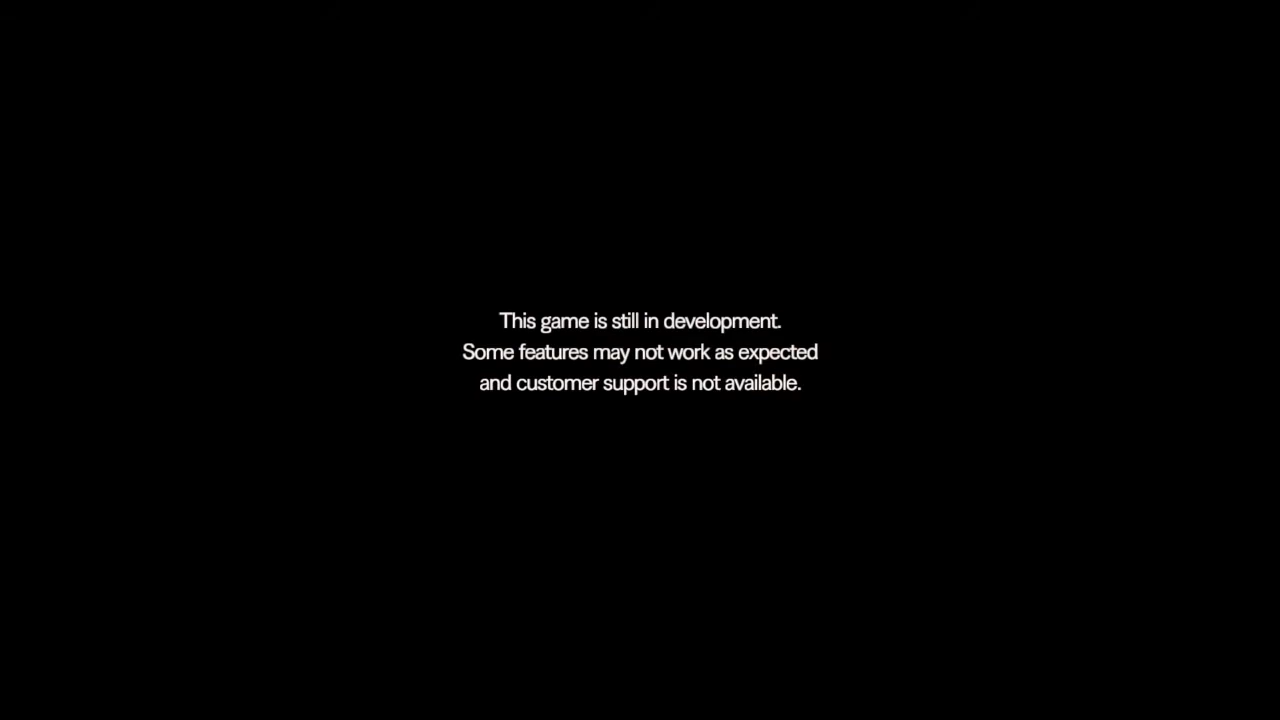 This game is still in development.
Some features may not work as expected
and customer support is not available.